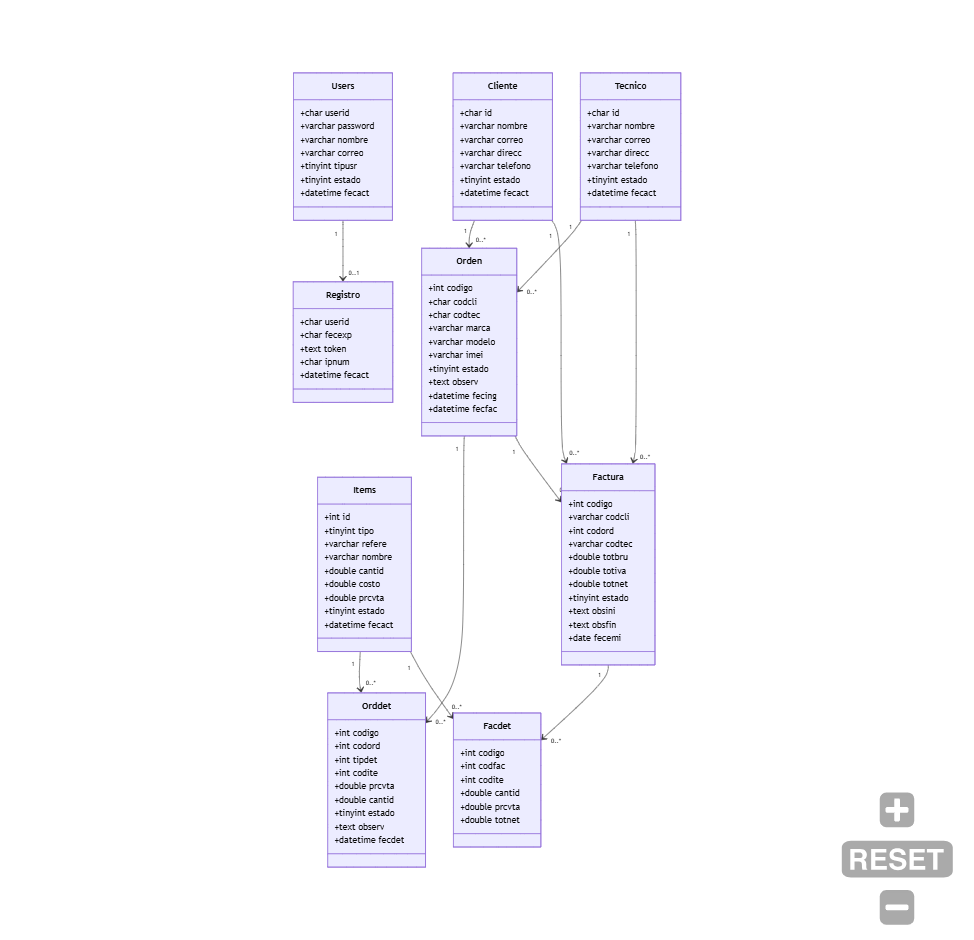 Users
+char userid
+varchar password
+varchar nombre
+varchar correo
+tinyint tipusr
+tinyint estado
+datetime fecact
Cliente
+char id
+varchar nombre
+varchar correo
+varchar direcc
+varchar telefono
+tinyint estado
+datetime fecact
Tecnico
+char id
+varchar nombre
+varchar correo
+varchar direcc
+varchar telefono
+tinyint estado
+datetime fecact
1
0..1
1
0..*
1
1
0..*
1
Registro
+char userid
+char fecexp
+text token
+char ipnum
+datetime fecact
Orden
+int codigo
+char codcli
+char codtec
+varchar marca
+varchar modelo
+varchar imei
+tinyint estado
+text observ
+datetime fecing
+datetime fecfac
1
1
0..*
0..*
Items
+int id
+tinyint tipo
+varchar refere
+varchar nombre
+double cantid
+double costo
+double prcvta
+tinyint estado
+datetime fecact
Factura
+int codigo
+varchar codcli
+int codord
+varchar codtec
+double totbru
+double totiva
+double totnet
+tinyint estado
+text obsini
+text obsfin
+date fecemi
1
0..*
1
0..*
0..*
1
0..*
Orddet
+int codigo
+int codord
+int tipdet
+int codite
+double prcvta
+double cantid
+tinyint estado
+text observ
+datetime fecdet
Facdet
+int codigo
+int codfac
+int codite
+double cantid
+double prcvta
+double totnet
+
RESET
−